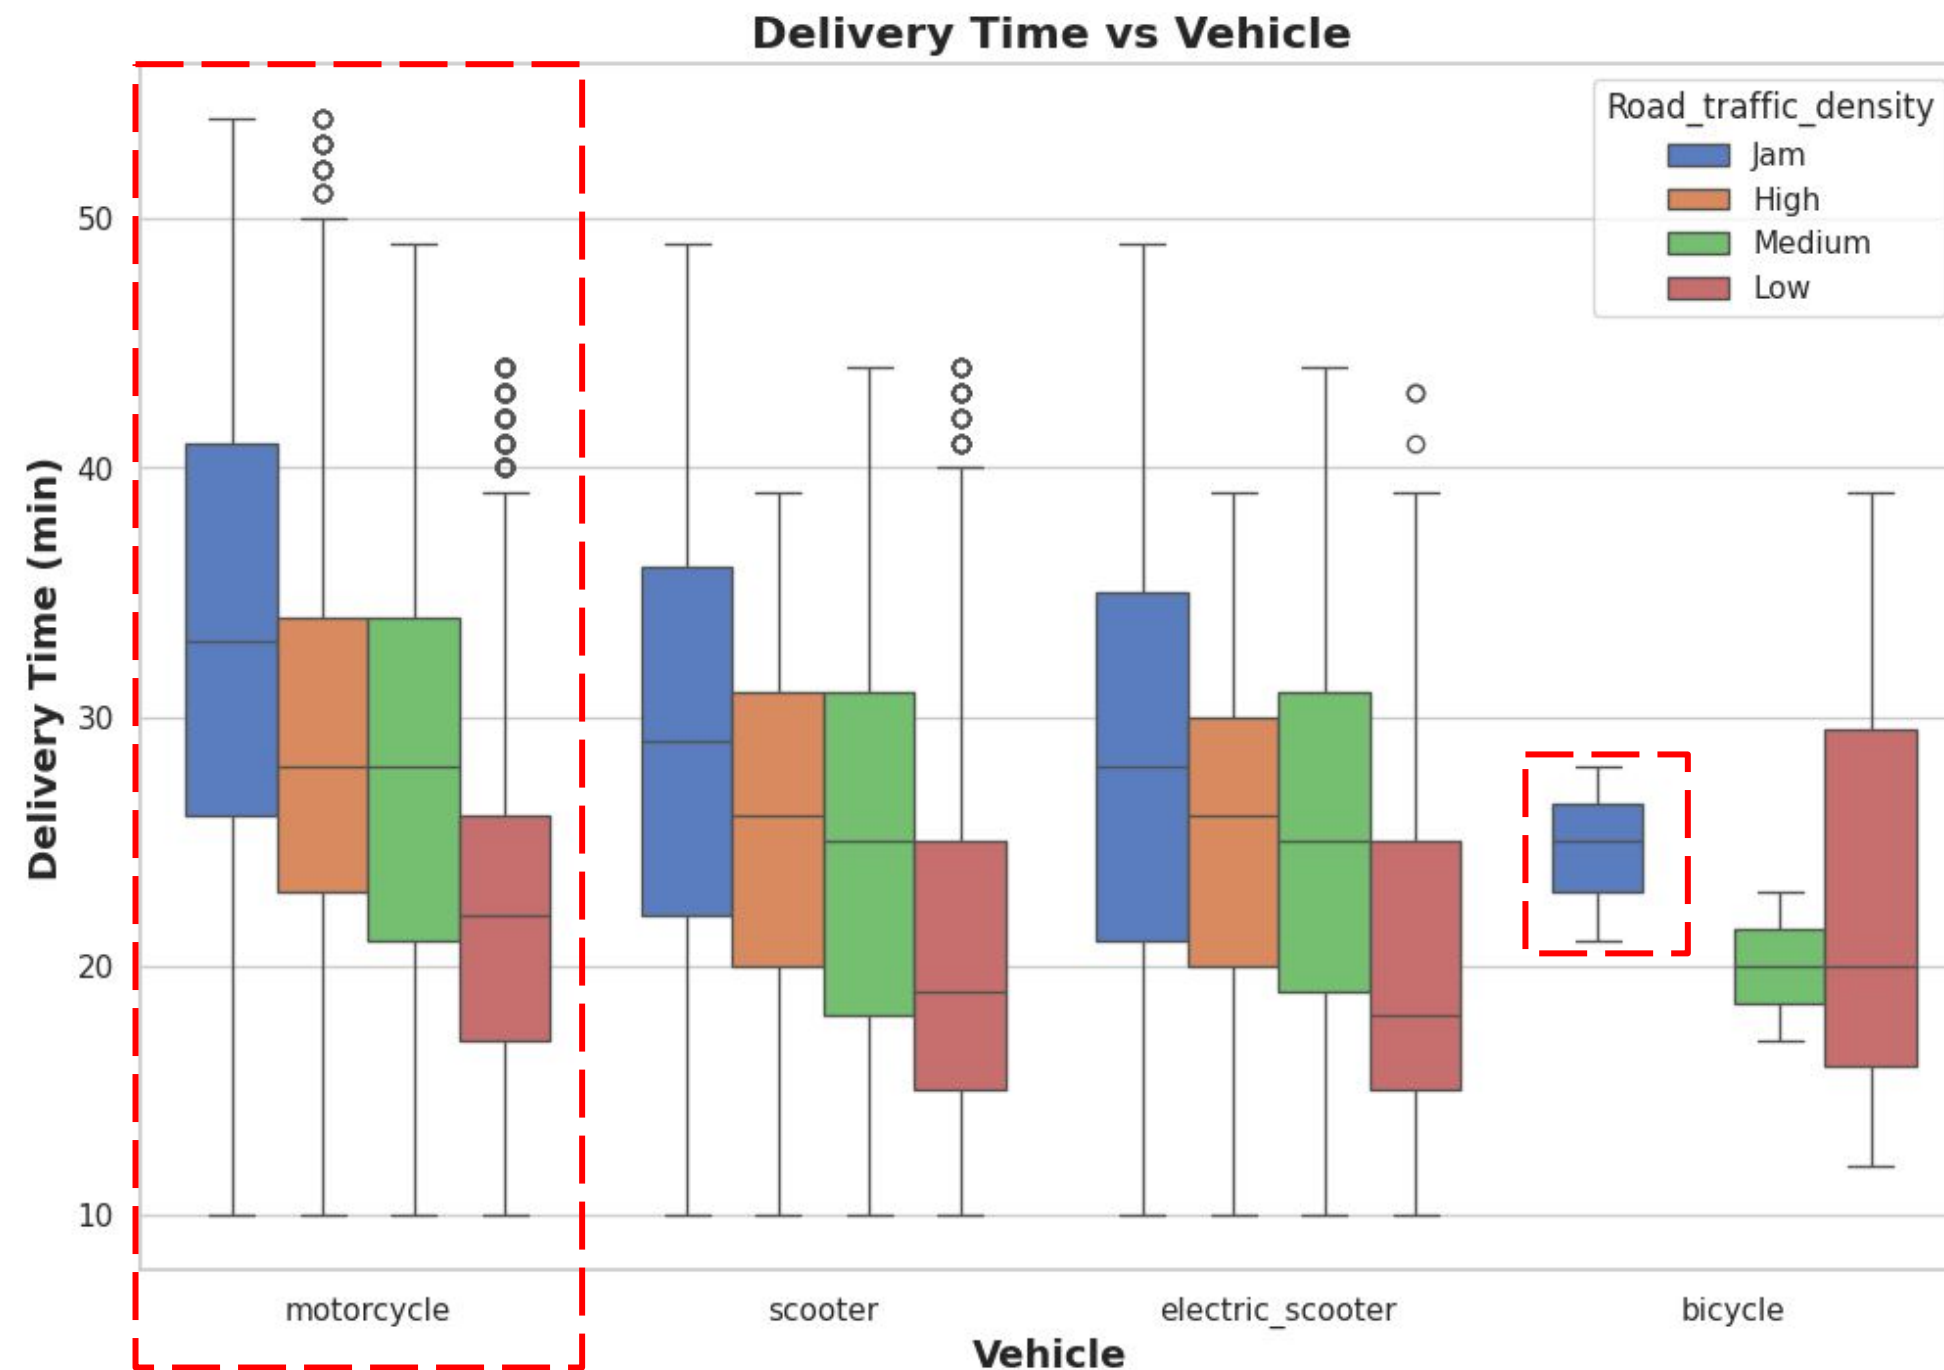 Delivery Time vs Vehicle
Road_traffic_density
Jam
High
Medium
Low
Delivery Time (min)
50
40
30
20
10
motorcycle
scooter
electric_scooter
bicycle
Vehicle